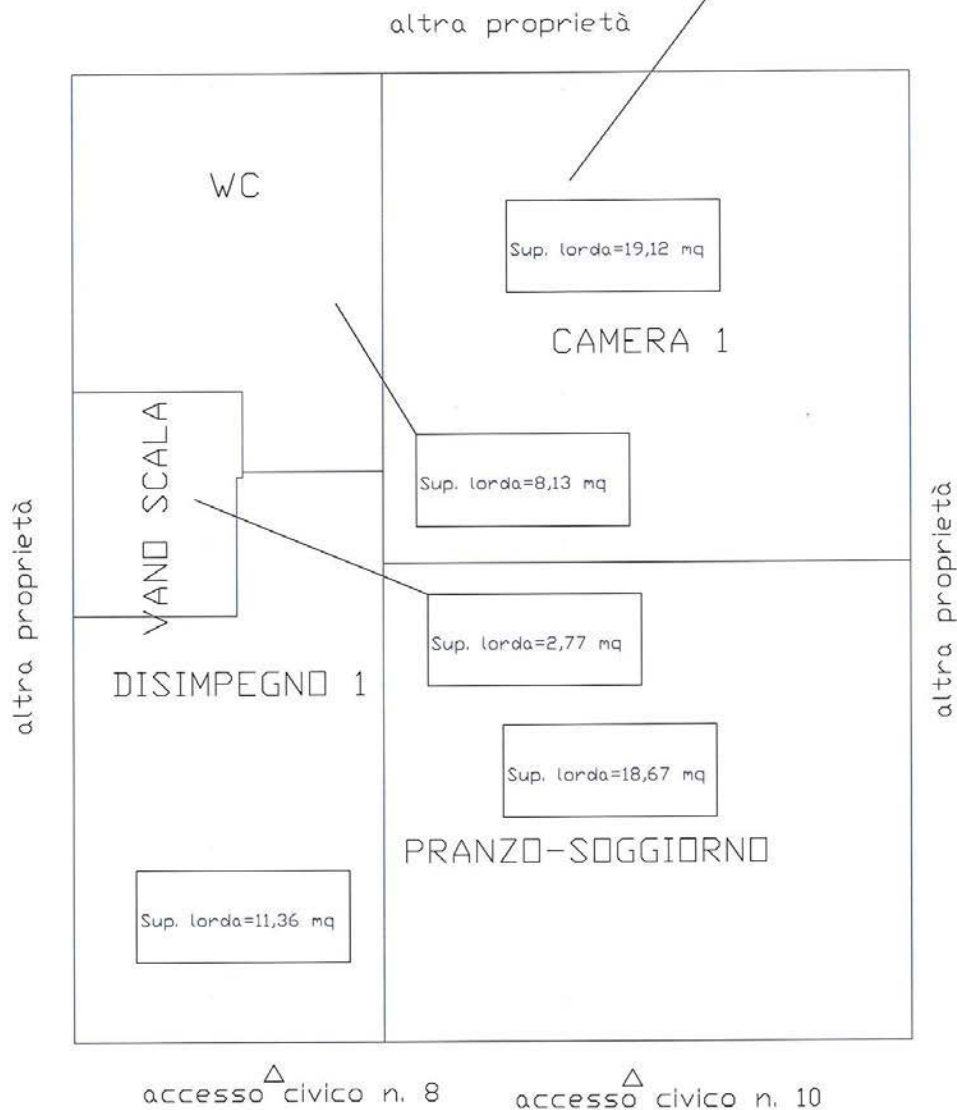 altra proprietà
WC
Sup. lorda=19,12 mq
CAMERA 1
VANO SCALA
Sup. lorda=8,13 mq
altra proprietà
altra proprietà
Sup. lorda=2,77 mq
DISIMPEGNO 1
Sup. lorda=18,67 mq
PRANZO-SOGGIORNO
Sup. lorda=11,36 mq
accesso civico n. 8
accesso civico n. 10